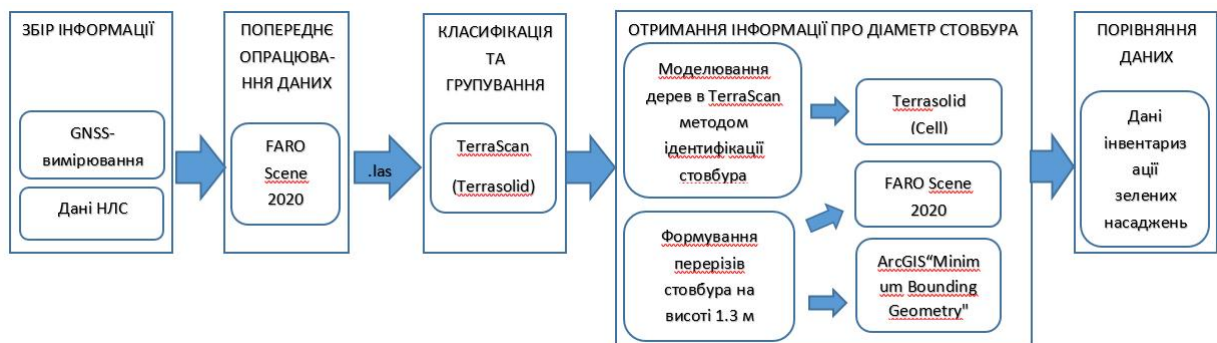 ЗБІР ІНФОРМАЦІЇ
GNSS-
вимірювання
Дані НЛС
ПОПЕРЕДНЄ
ОПРАЦЮВА-
ННЯ ДАНИХ
FARO
Scene
2020
.las
КЛАСИФІКАЦІЯ
ТА
ГРУПУВАННЯ
TerraScan
(Terrasolid)
ОТРИМАННЯ ІНФОРМАЦІЇ ПРО ДІАМЕТР СТОВБУРА
Моделювання
дерев в TerraScan
методом
ідентифікації
стовбура
Terrasolid
(Cell)
Формування
перерізів
стовбура на
висоті 1.3 м
FARO Scene
2020
ArcGIS“Minim
um Bounding
Geometry"
ПОРІВНЯННЯ
ДАНИХ
Дані
інвентариз
ації
зелених
насаджень